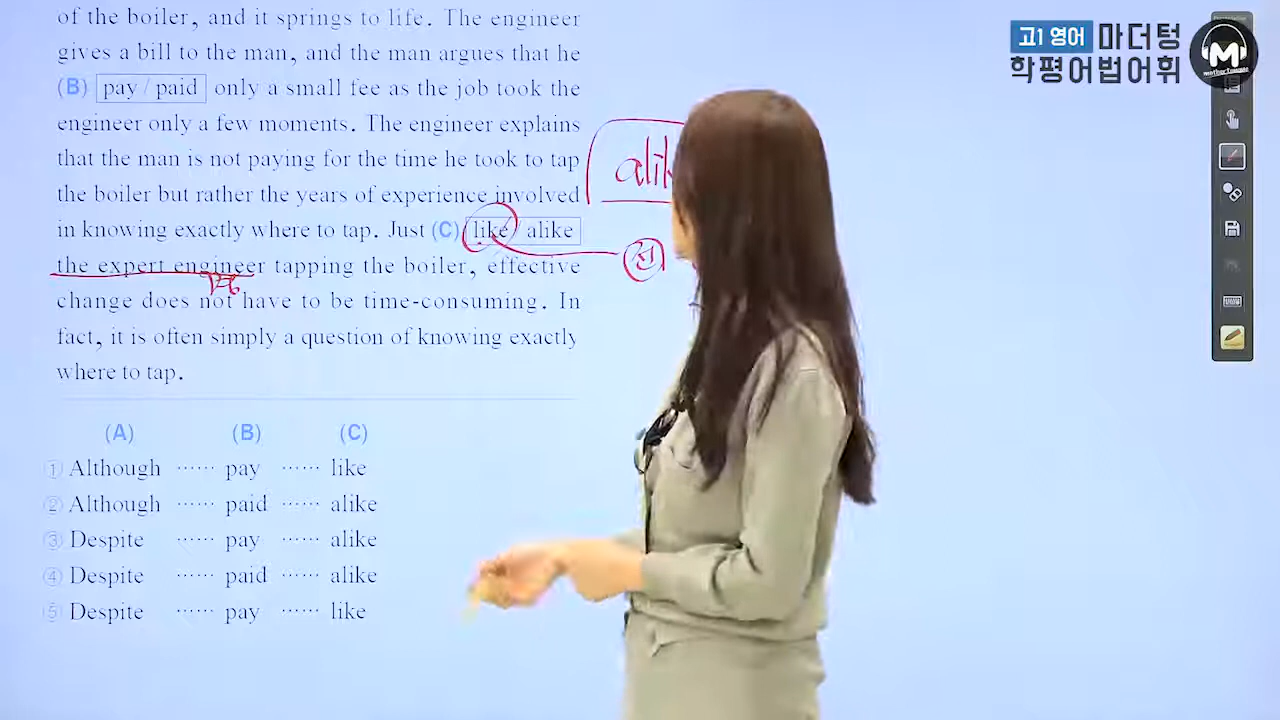 of the boiler, and it springs to life. The engineer
gives a bill to the man, and the man argues that he
(B) pay / paid only a small fee as the job took the
engineer only a few moments. The engineer explains
that the man is not paying for the time he took to tap
the boiler but rather the years of experience involved
in knowing exactly where to tap. Just (C) like / alike
the expert engineer tapping the boiler, effective
change does not have to be time-consuming. In
fact, it is often simply a question of knowing exactly
where to tap.
(A) (B) (C)
① Although ······ pay ······ like
② Although ······ paid ······ alike
③ Despite ······ pay ······ alike
④ Despite ······ paid ······ alike
⑤ Despite ······ pay ······ like
alik
전
고1 영어 마더텅
학평어법어휘
M